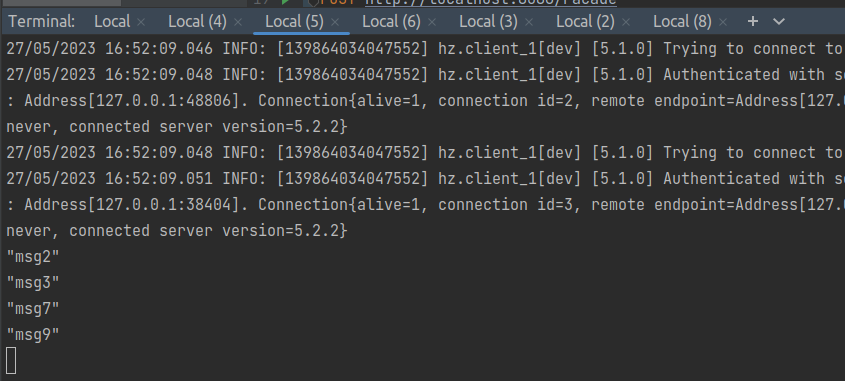 19 POST http://localhost:8080/facade
Terminal: Local × Local (4) × Local (5) × Local (6) × Local (3) × Local (2) × Local (8) × +
27/05/2023 16:52:09.046 INFO: [139864034047552] hz.client_1[dev] [5.1.0] Trying to connect to
27/05/2023 16:52:09.048 INFO: [139864034047552] hz.client_1[dev] [5.1.0] Authenticated with s
: Address[127.0.0.1:48806]. Connection{alive=1, connection id=2, remote endpoint=Address[127.0
never, connected server version=5.2.2}
27/05/2023 16:52:09.048 INFO: [139864034047552] hz.client_1[dev] [5.1.0] Trying to connect to
27/05/2023 16:52:09.051 INFO: [139864034047552] hz.client_1[dev] [5.1.0] Authenticated with s
: Address[127.0.0.1:38404]. Connection{alive=1, connection id=3, remote endpoint=Address[127.0
never, connected server version=5.2.2}
"msg2"
"msg3"
"msg7"
"msg9"